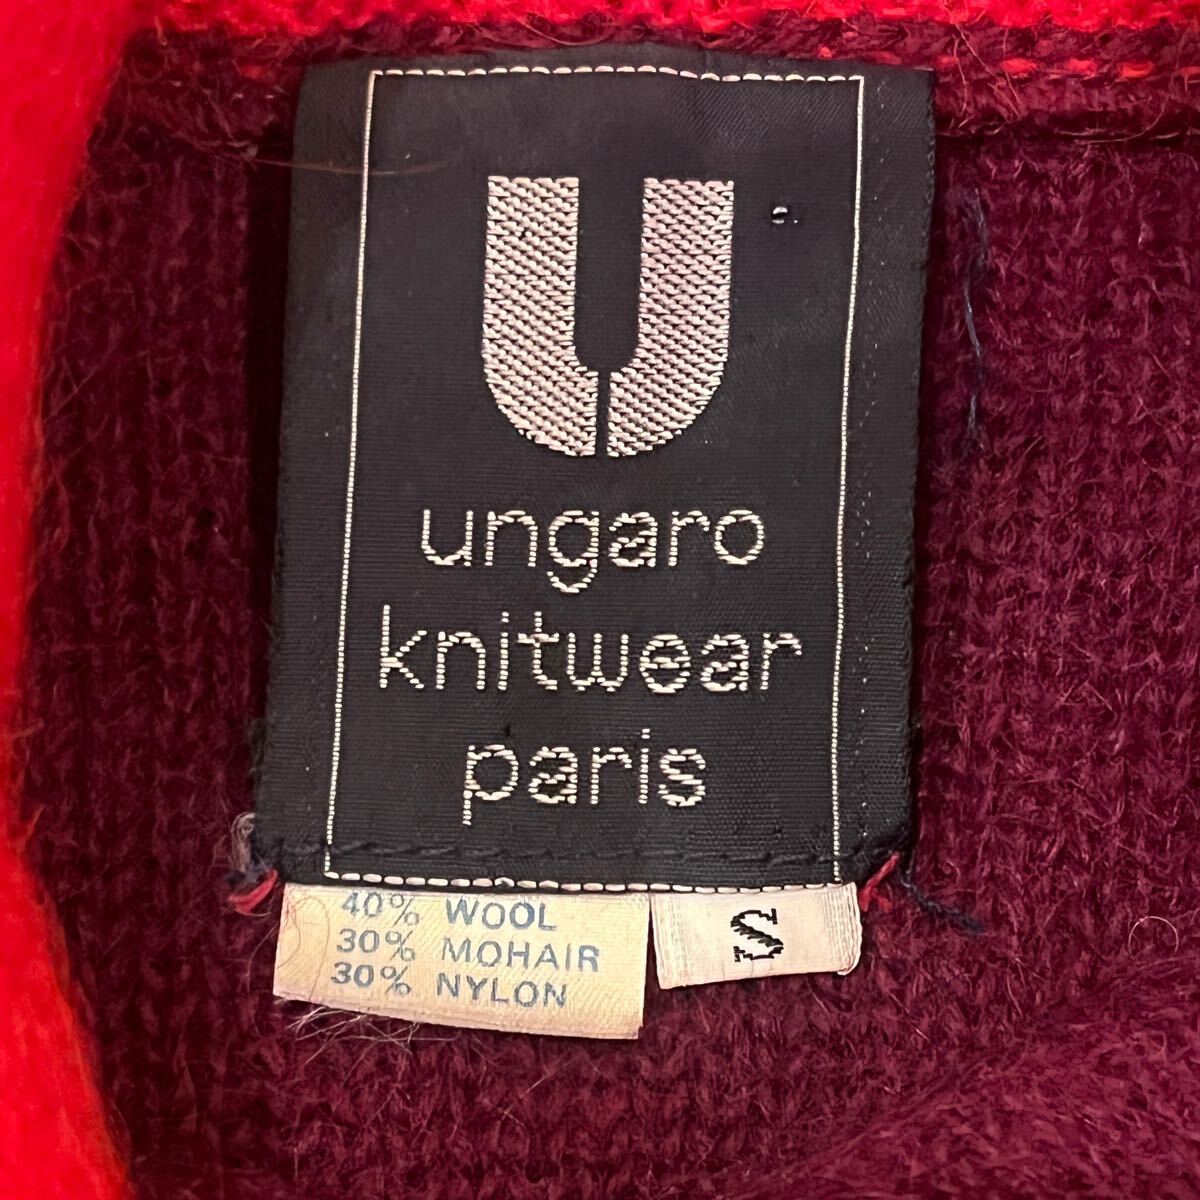 U
ungaro
knitwear
paris
40% WOOL
30% MOHAIR
30% NYLON
S